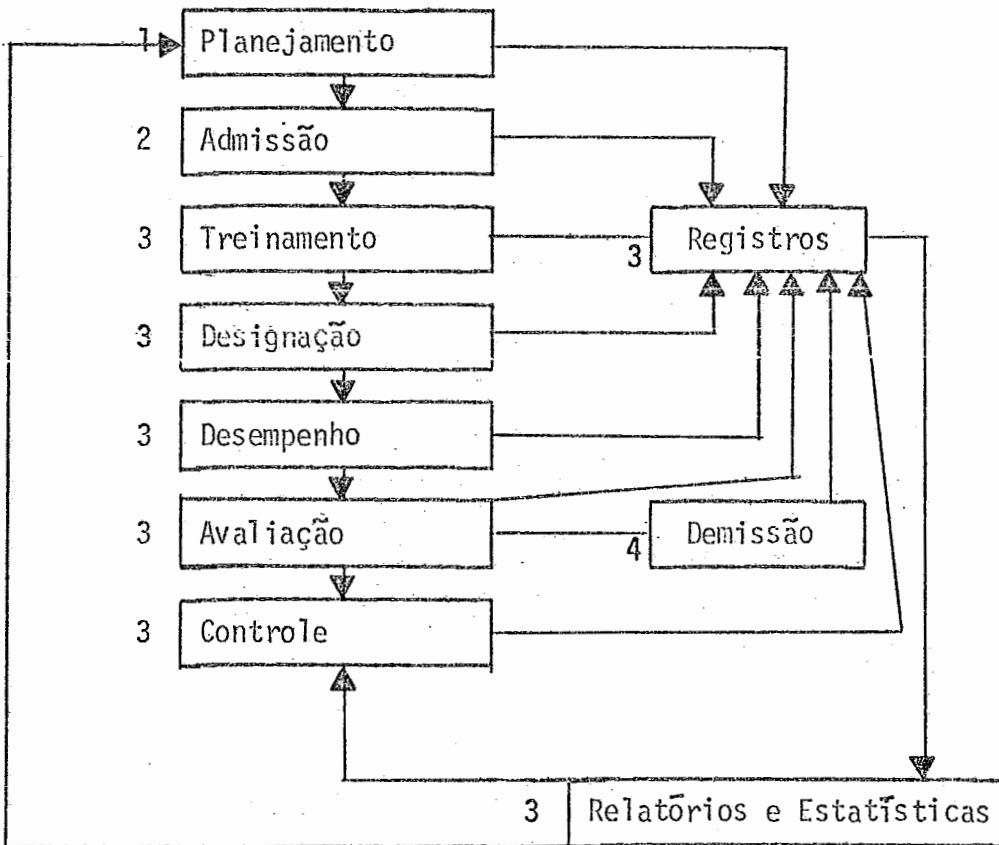 1 Planejamento
2 Admissão
3 Treinamento
3 Registros
3 Designação
3 Desempenho
3 Avaliação
4 Demissão
3 Controle
3 Relatórios e Estatísticas